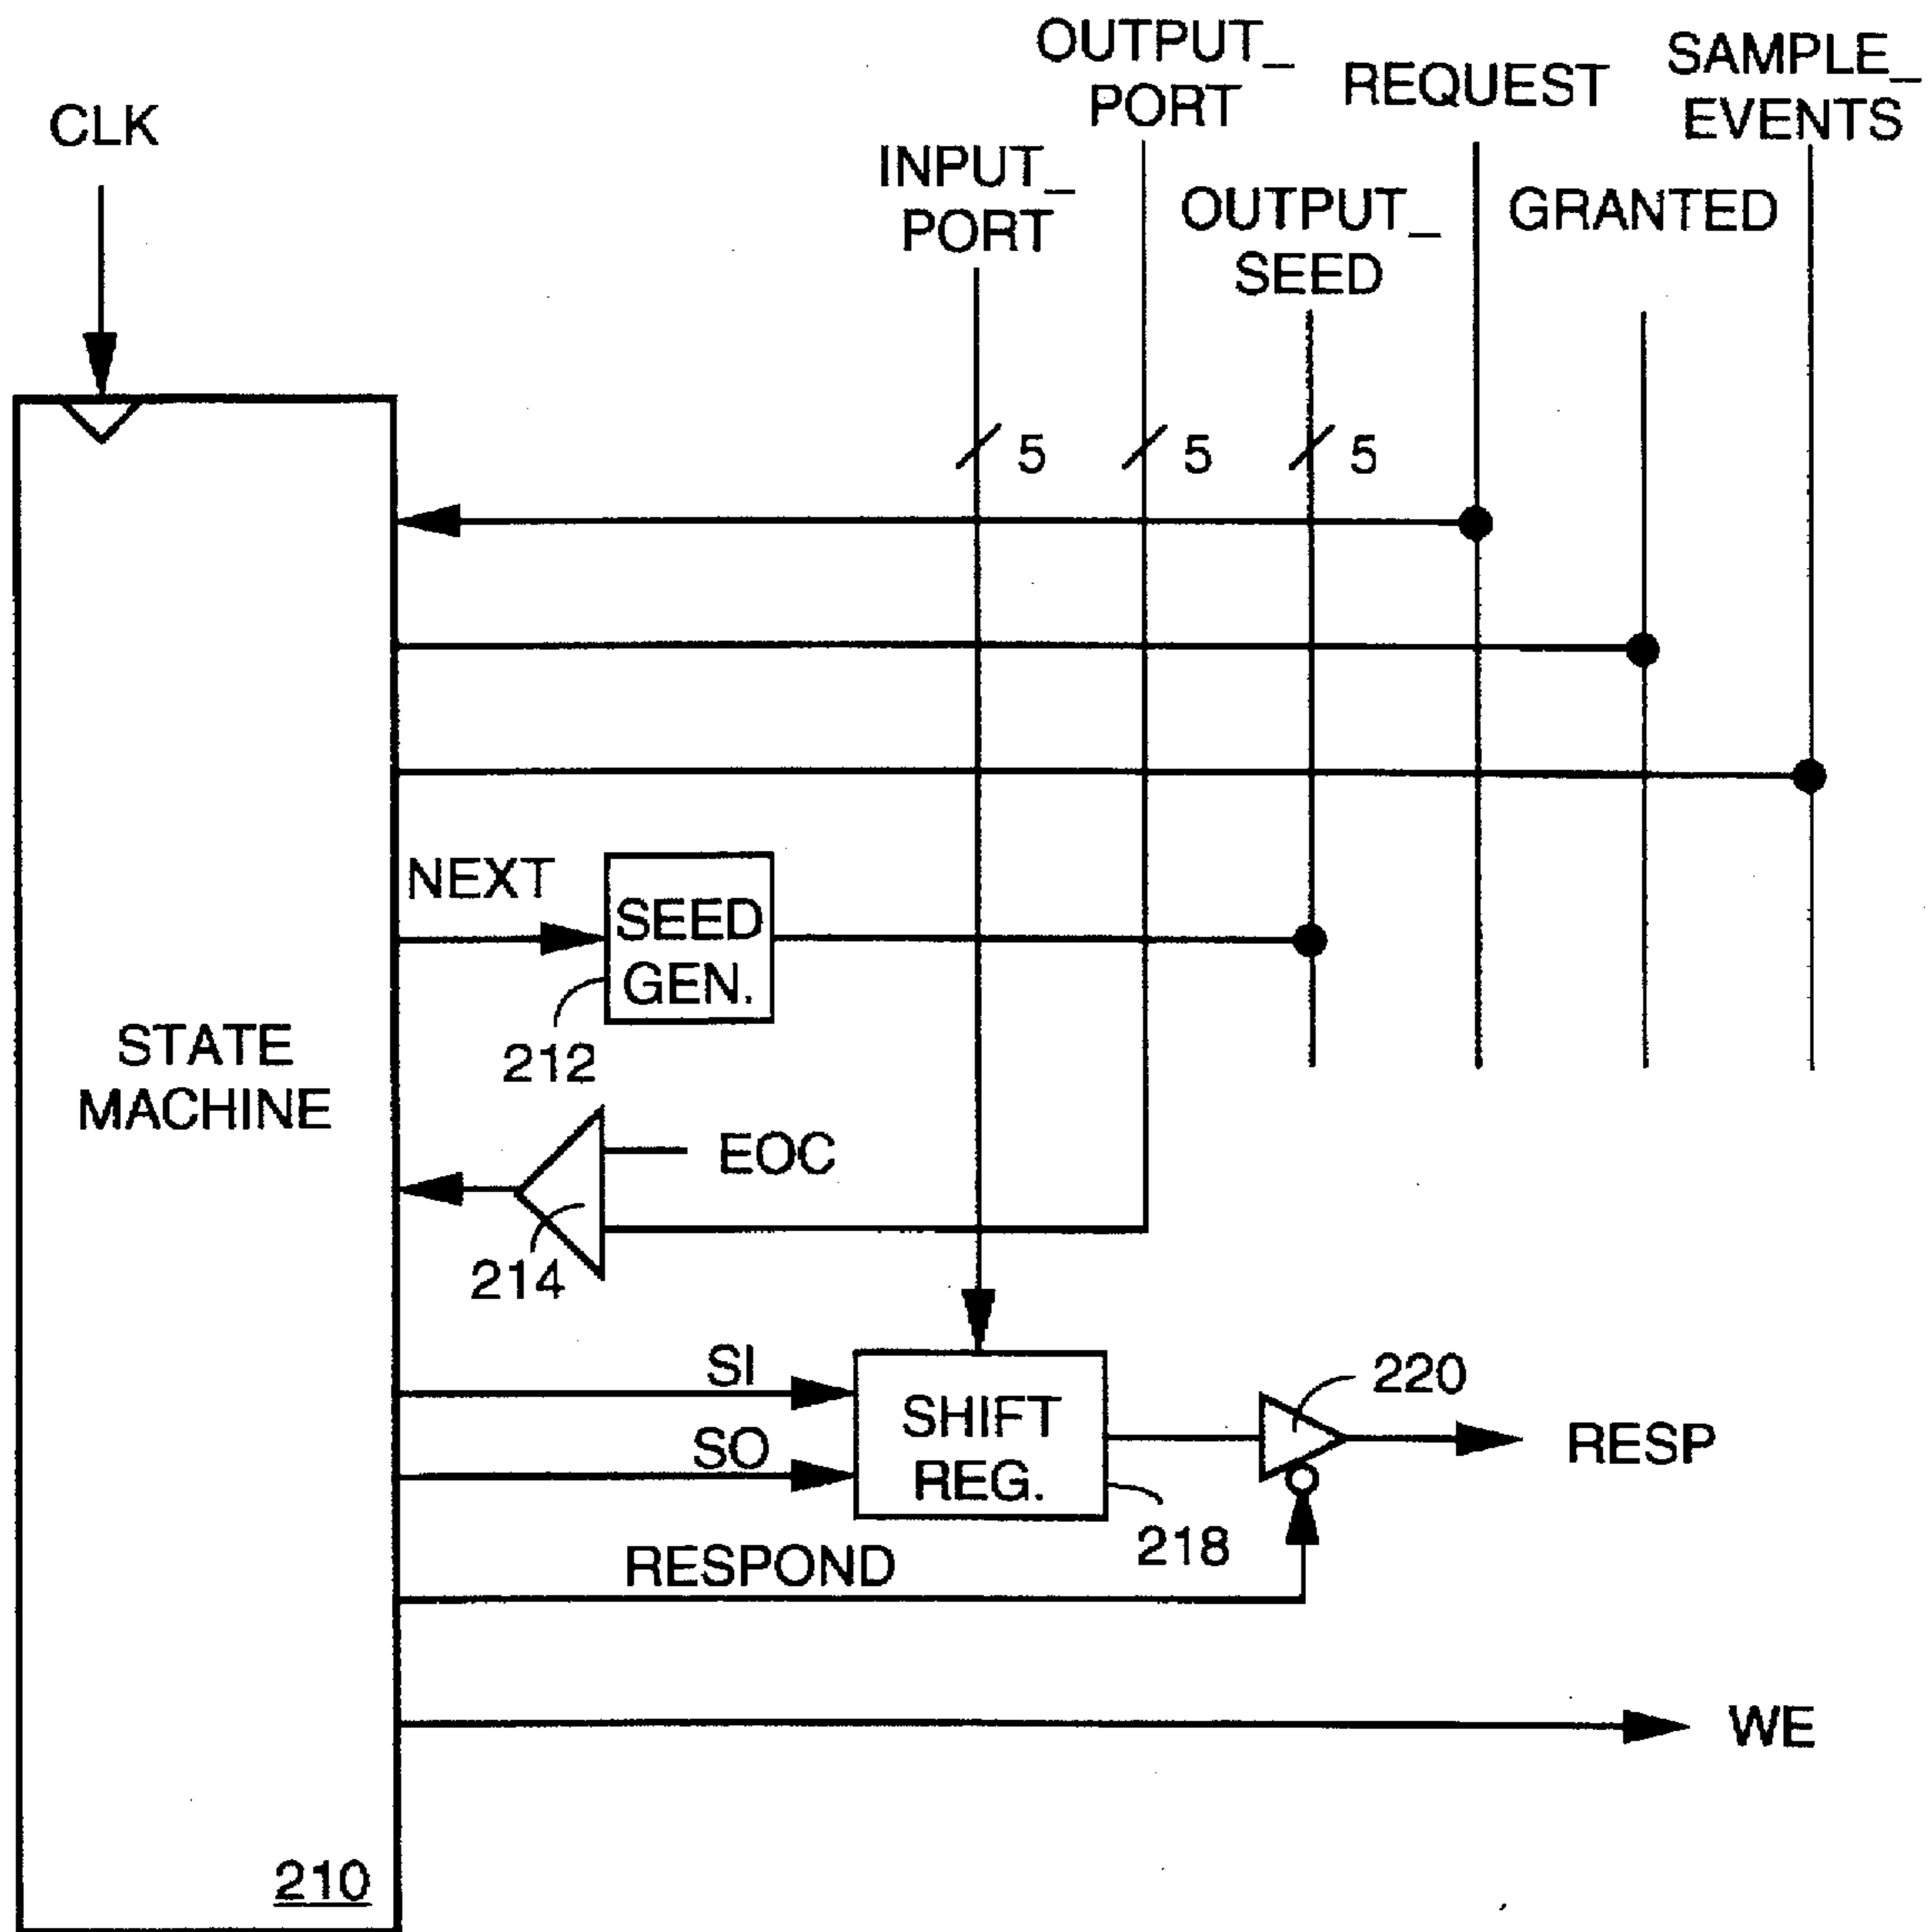 OUTPUT_
PORT
REQUEST
SAMPLE_
EVENTS
CLK
INPUT_
PORT
OUTPUT_
SEED
GRANTED
5
5
5
NEXT
SEED
GEN.
212
STATE
MACHINE
EOC
214
SI
SO
SHIFT
REG.
220
RESP
218
RESPOND
WE
210